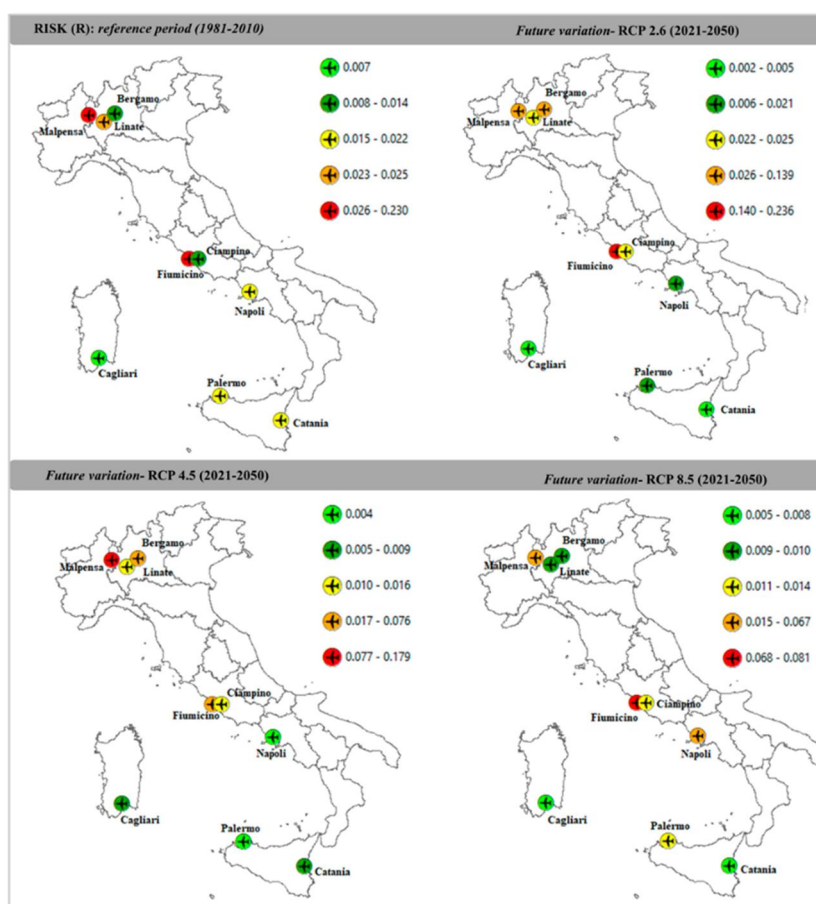 RISK (R): reference period (1981-2010)
0.007
0.008 - 0.014
0.015 - 0.022
0.023 - 0.025
0.026 - 0.230
Bergamo
Malpensa
Linate
Ciampino
Fiumicino
Napoli
Cagliari
Palermo
Catania
Future variation- RCP 2.6 (2021-2050)
0.002 - 0.005
0.006 - 0.021
0.022 - 0.025
0.026 - 0.139
0.140 - 0.236
Bergamo
Malpensa
Linate
Ciampino
Fiumicino
Napoli
Cagliari
Palermo
Catania
Future variation- RCP 4.5 (2021-2050)
0.004
0.005 - 0.009
0.010 - 0.016
0.017 - 0.076
0.077 - 0.179
Bergamo
Malpensa
Linate
Ciampino
Fiumicino
Napoli
Cagliari
Palermo
Catania
Future variation- RCP 8.5 (2021-2050)
0.005 - 0.008
0.009 - 0.010
0.011 - 0.014
0.015 - 0.067
0.068 - 0.081
Bergamo
Malpensa
Linate
Ciampino
Fiumicino
Napoli
Cagliari
Palermo
Catania